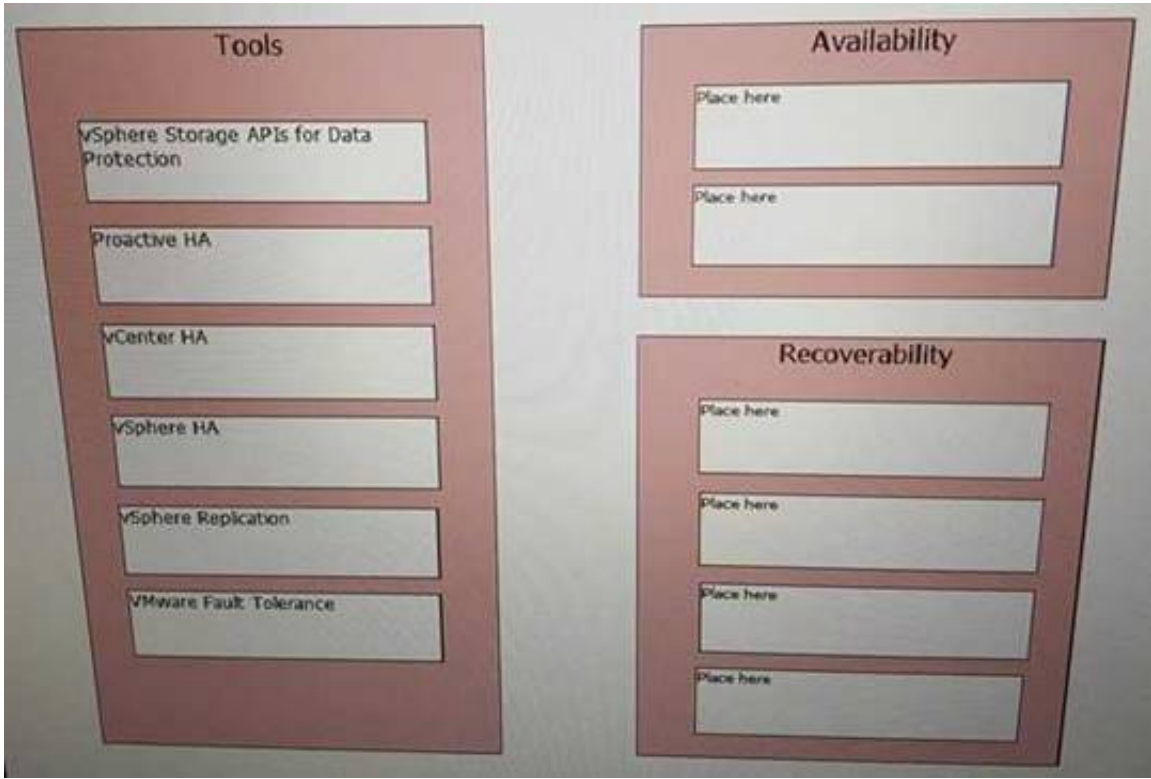 Tools
vSphere Storage APIs for Data
Protection
Proactive HA
vCenter HA
vSphere HA
vSphere Replication
VMware Fault Tolerance
Availability
Place here
Place here
Recoverability
Place here
Place here
Place here
Place here